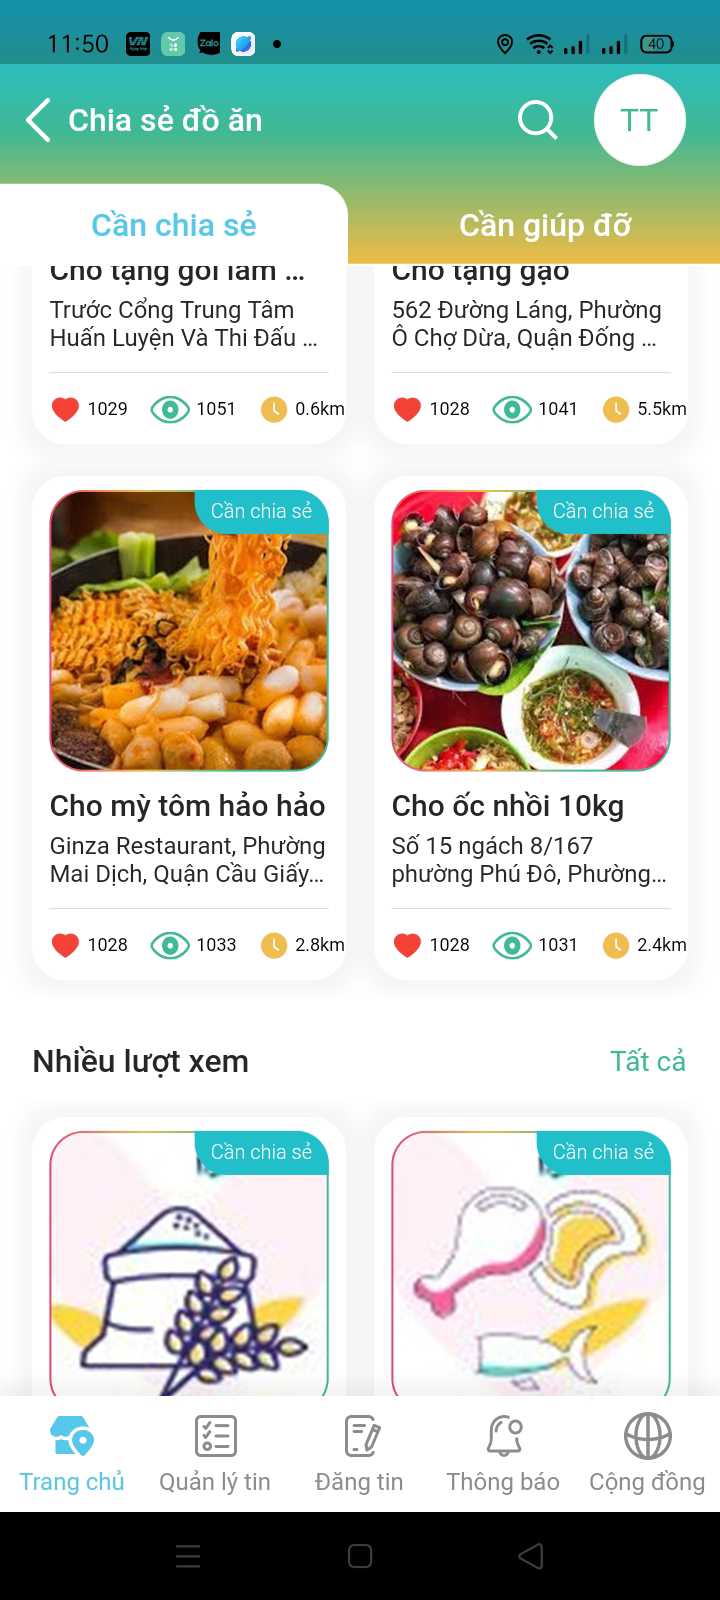 11:50
VN
Zalo
40
Chia sẻ đồ ăn
TT
Cần chia sẻ
Cần giúp đỡ
Cho tặng gói tăm ...
Trước Cổng Trung Tâm
Huấn Luyện Và Thi Đấu ...
1029 1051 0.6km
Cho tặng gạo
562 Đường Láng, Phường
Ô Chợ Dừa, Quận Đống ...
1028 1041 5.5km
Cần chia sẻ
Cho mỳ tôm hảo hảo
Ginza Restaurant, Phường
Mai Dịch, Quận Cầu Giấy...
1028 1033 2.8km
Cần chia sẻ
Cho ốc nhồi 10kg
Số 15 ngách 8/167
phường Phú Đô, Phường...
1028 1031 2.4km
Nhiều lượt xem
Tất cả
Cần chia sẻ
Cần chia sẻ
Trang chủ
Quản lý tin
Đăng tin
Thông báo
Cộng đồng